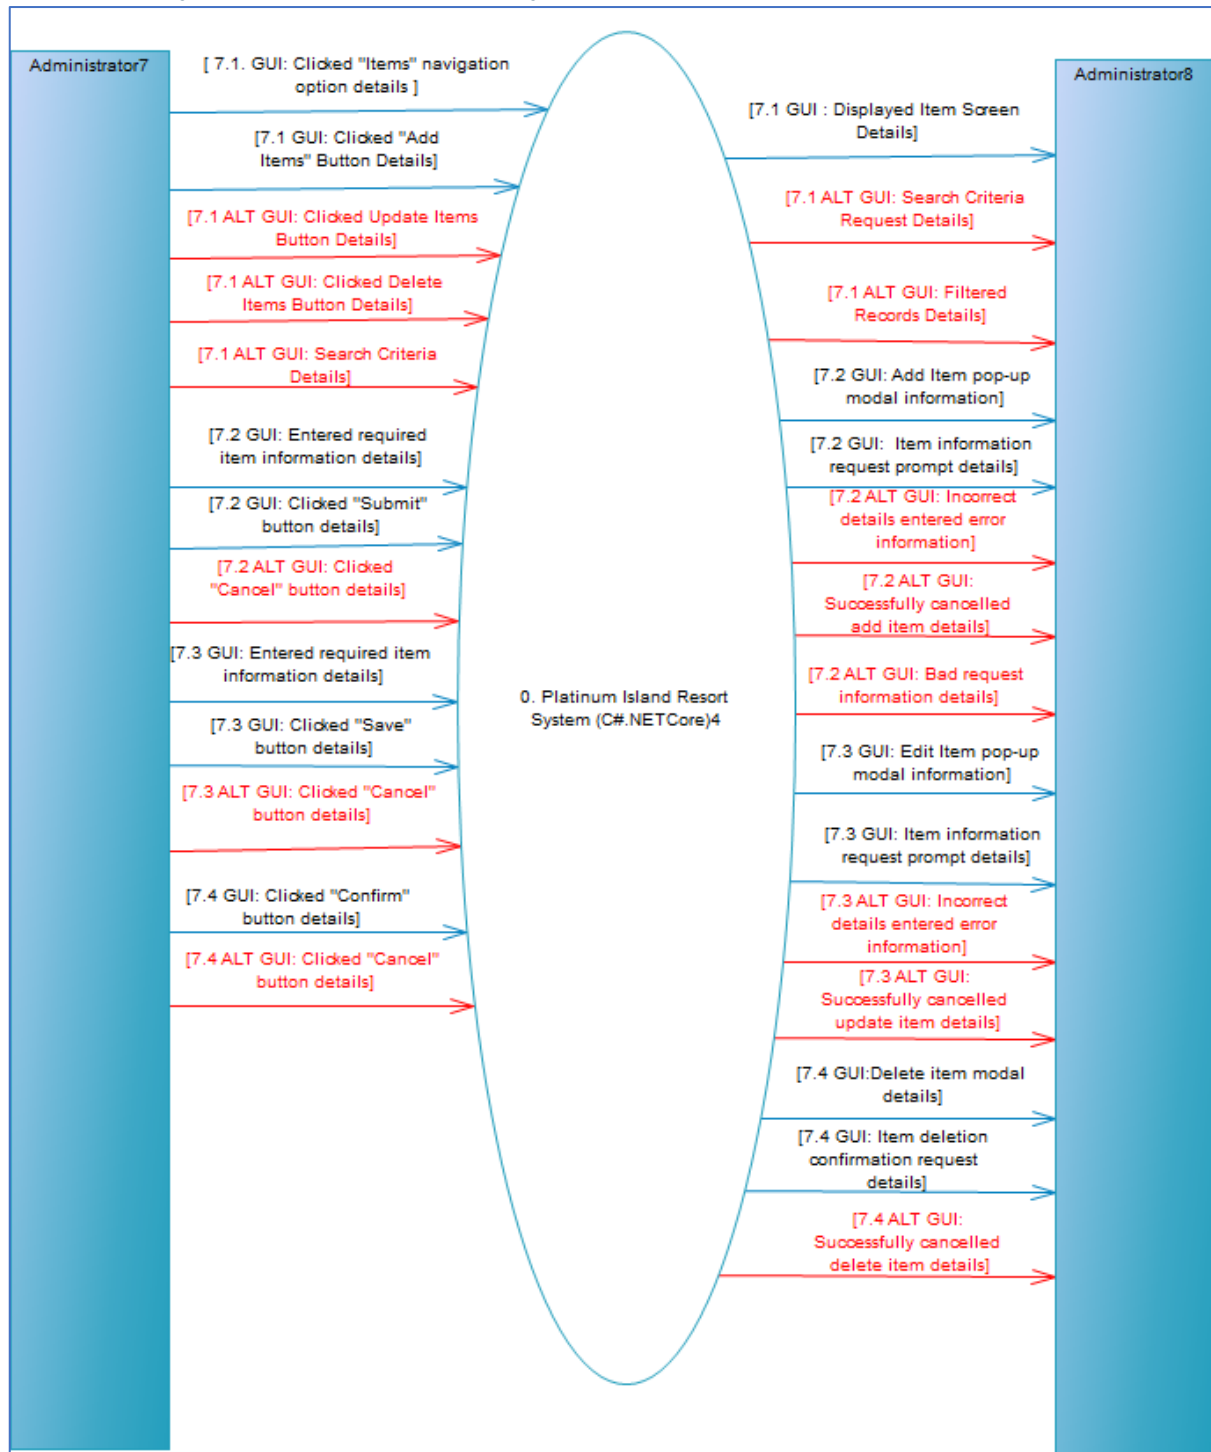 Administrator7
[ 7.1. GUI: Clicked "Items" navigation
option details ]
[7.1 GUI: Clicked "Add
Items" Button Details]
[7.1 ALT GUI: Clicked Update Items
Button Details]
[7.1 ALT GUI: Clicked Delete
Items Button Details]
[7.1 ALT GUI: Search Criteria
Details]
[7.2 GUI: Entered required
item information details]
[7.2 GUI: Clicked "Submit"
button details]
[7.2 ALT GUI: Clicked
"Cancel" button details]
[7.3 GUI: Entered required item
information details]
[7.3 GUI: Clicked "Save"
button details]
[7.3 ALT GUI: Clicked "Cancel"
button details]
[7.4 GUI: Clicked "Confirm"
button details]
[7.4 ALT GUI: Clicked "Cancel"
button details]
0. Platinum Island Resort
System (C#.NETCore)4
Administrator8
[7.1 GUI : Displayed Item Screen
Details]
[7.1 ALT GUI: Search Criteria
Request Details]
[7.1 ALT GUI: Filtered
Records Details]
[7.2 GUI: Add Item pop-up
modal information]
[7.2 GUI:  Item information
request prompt details]
[7.2 ALT GUI: Incorrect
details entered error
information]
[7.2 ALT GUI:
Successfully cancelled
add item details]
[7.2 ALT GUI: Bad request
information details]
[7.3 GUI: Edit Item pop-up
modal information]
[7.3 GUI: Item information
request prompt details]
[7.3 ALT GUI: Incorrect
details entered error
information]
[7.3 ALT GUI:
Successfully cancelled
update item details]
[7.4 GUI:Delete item modal
details]
[7.4 GUI: Item deletion
confirmation request
details]
[7.4 ALT GUI:
Successfully cancelled
delete item details]